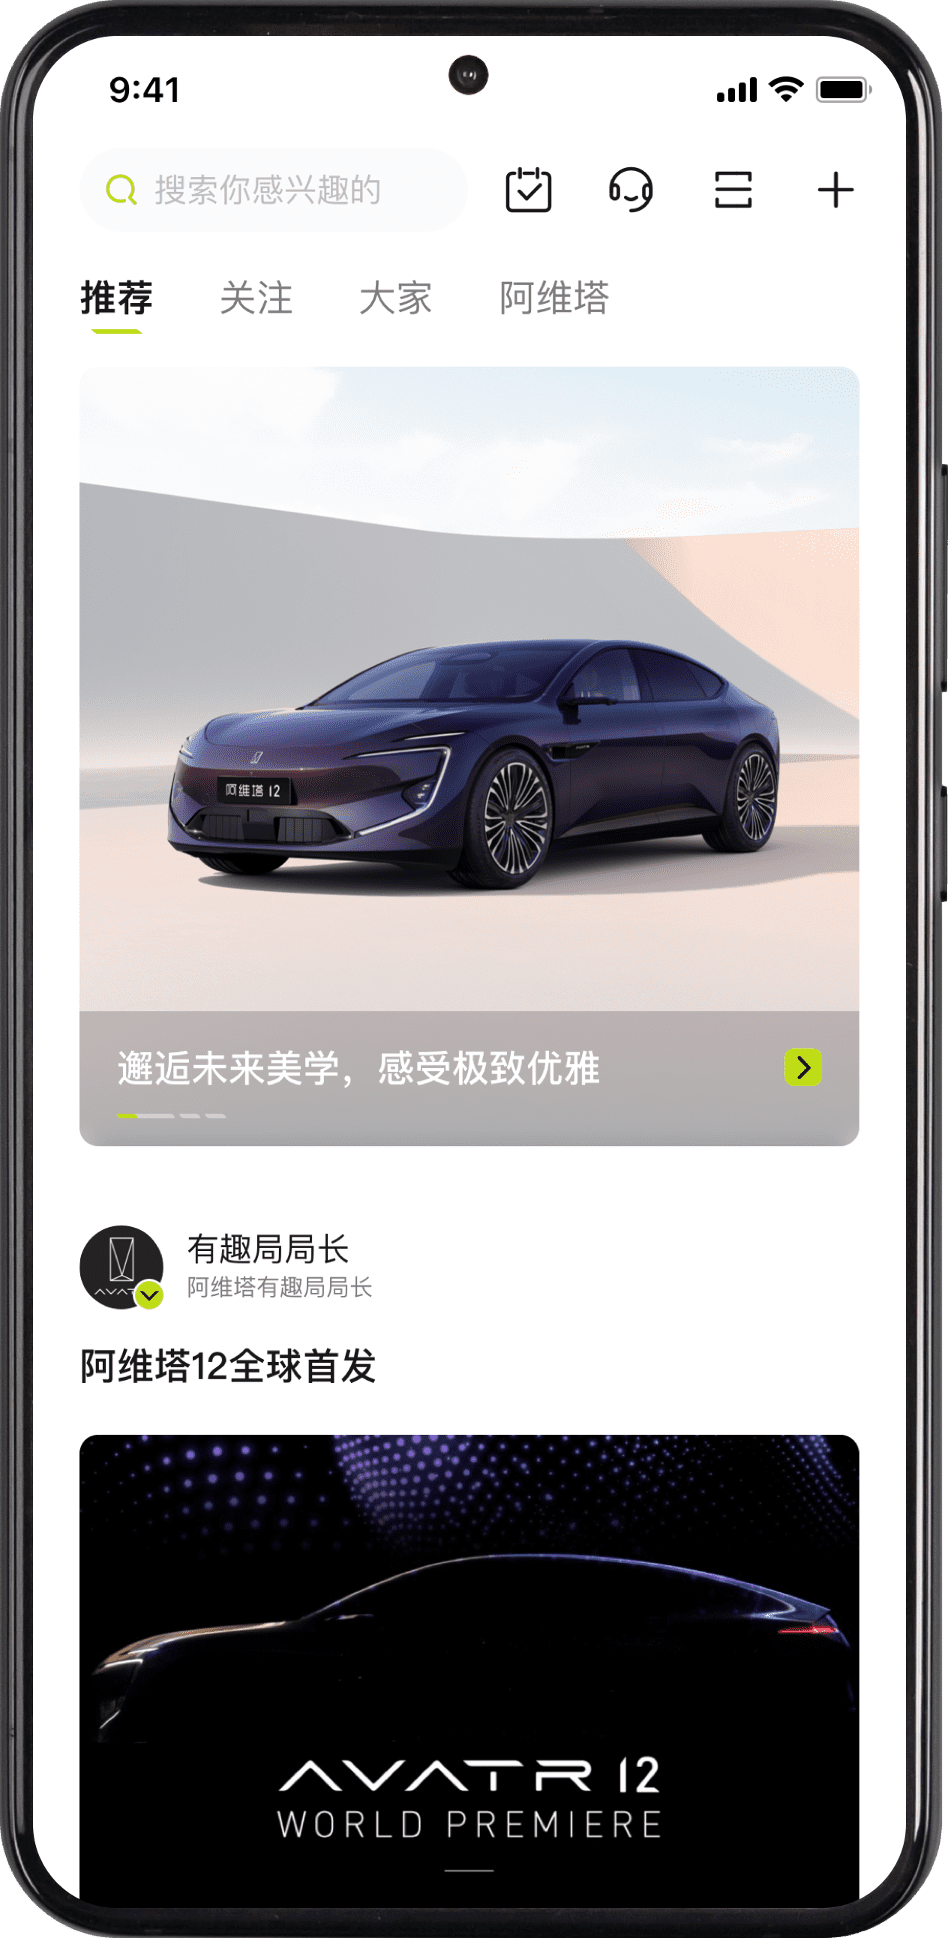 9:41
搜索你感兴趣的
推荐 关注 大家 阿维塔
阿维塔 12
邂逅未来美学，感受极致优雅
有趣局局长
阿维塔有趣局局长
阿维塔12全球首发
AVATR 12
WORLD PREMIERE